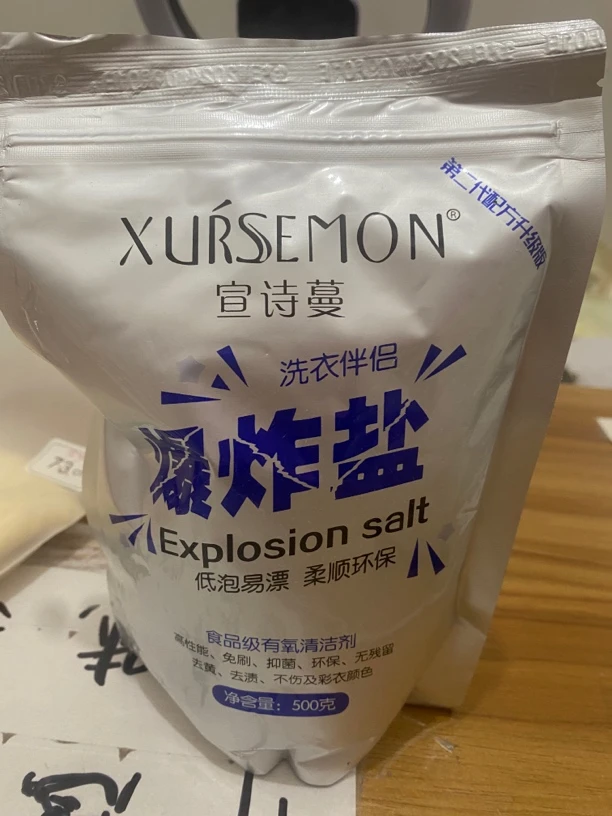 第二代配方升级版
XURSEMON®
宣诗蔓
洗衣伴侣
爆炸盐
Explosion salt
低泡易漂 柔顺环保
食品级有氧清洁剂
高性能、免刷、抑菌、环保、无残留
去黄、去渍、不伤及彩衣颜色
净含量：500克